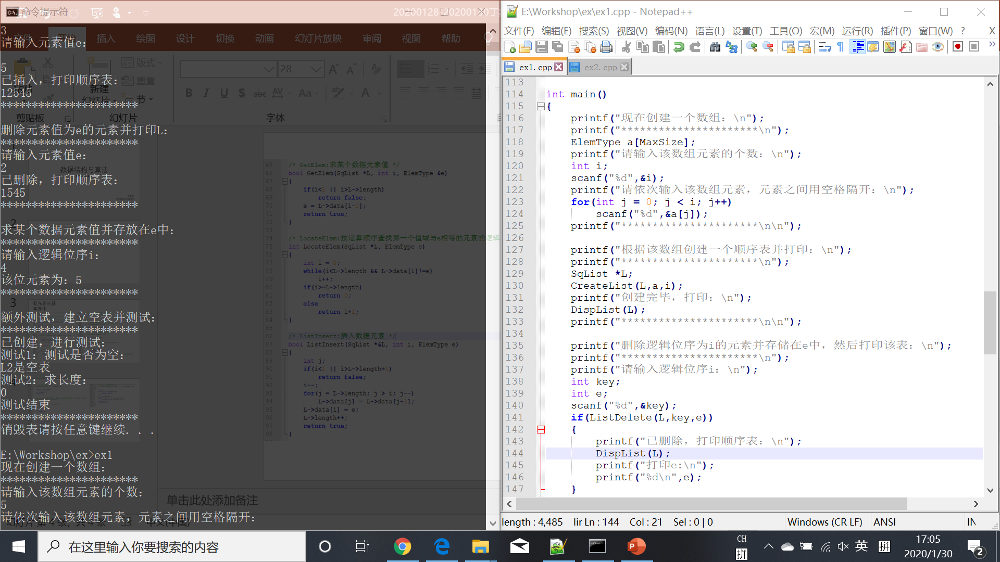 命令提示符
20200128-20200130丁
3
请输入元素值e:
5
已插入，打印顺序表：
12545
**********************
删除元素值为e的元素并打印L:
**********************
请输入元素值e:
2
已删除，打印顺序表：
1545
**********************
求某个数据元素值并存放在e中:
**********************
请输入逻辑位序i:
4
该位元素为: 5
**********************
额外测试，建立空表并测试:
**********************
已创建，进行测试:
测试1: 测试是否为空:
L2是空表
测试2: 求长度:
0
测试结束
**********************
销毁表请按任意键继续. . .
E:\Workshop\ex>ex1
现在创建一个数组:
**********************
请输入该数组元素的个数:
5
请依次输入该数组元素，元素之间用空格隔开:
文件 开始 插入 绘图 设计 切换 动画 幻灯片放映 审阅 视图 帮助
版式
28
重置
新建
幻灯片
节
剪贴板 幻灯片 字体
数据结构与算法
65 /* GetElem:求某个数据元素值 */
66 bool GetElem(SqList *L, int i, ElemType &e)
67 {
68 if(i<1 || i>L->length)
69 return false;
70 e = L->data[i-1];
71 return true;
72 }
73
74 /* LocateElem:按运算顺序查找第一个值域与e相等的元素的逻辑
75 int LocateElem(SqList *L, ElemType e)
76 {
77 int i = 0;
78 while(i<L->length && L->data[i]!=e)
79 i++;
80 if(i>=L->length)
81 return 0;
82 else
83 return i+1;
84 }
85
86 /* ListInsert:插入数据元素 */
87 bool ListInsert(SqList *&L, int i, ElemType e)
88 {
89 int j;
90 if(i<1 || i>L->length+1)
91 return false;
92 i--;
93 for(j = L->length; j > i; j--)
94 L->data[j] = L->data[j-1];
95 L->data[i] = e;
96 L->length++;
97 return true;
98 }
单击此处添加备注
幻灯片 第 4 张，共 4 张 中文(中国)
E:\Workshop\ex\ex1.cpp - Notepad++
文件(F) 编辑(E) 搜索(S) 视图(V) 编码(N) 语言(L) 设置(T) 工具(O) 宏(M) 运行(R) 插件(P) 窗口(W) ? X
ex1.cpp ex2.cpp
113
114 int main()
115 {
116 printf("现在创建一个数组: \n");
117 printf("**********************\n");
118 ElemType a[MaxSize];
119 printf("请输入该数组元素的个数: \n");
120 int i;
121 scanf("%d",&i);
122 printf("请依次输入该数组元素，元素之间用空格隔开: \n");
123 for(int j = 0; j < i; j++)
124 scanf("%d",&a[j]);
125 printf("**********************\n\n");
126
127 printf("根据该数组创建一个顺序表并打印: \n");
128 printf("**********************\n");
129 SqList *L;
130 CreateList(L,a,i);
131 printf("创建完毕，打印: \n");
132 DispList(L);
133 printf("**********************\n\n");
134
135 printf("删除逻辑位序为i的元素并存储在e中，然后打印该表: \n");
136 printf("**********************\n");
137 printf("请输入逻辑位序i: \n");
138 int key;
139 int e;
140 scanf("%d",&key);
141 if(ListDelete(L,key,e))
142 {
143 printf("已删除，打印顺序表: \n");
144 DispList(L);
145 printf("打印e:\n");
146 printf("%d\n",e);
147 }
length : 4,485 lir Ln : 144 Col : 21 Sel : 0 | 0 Windows (CR LF) ANSI IN
在这里输入你要搜索的内容
CH
拼
英 拼
17:05
2020/1/30
2